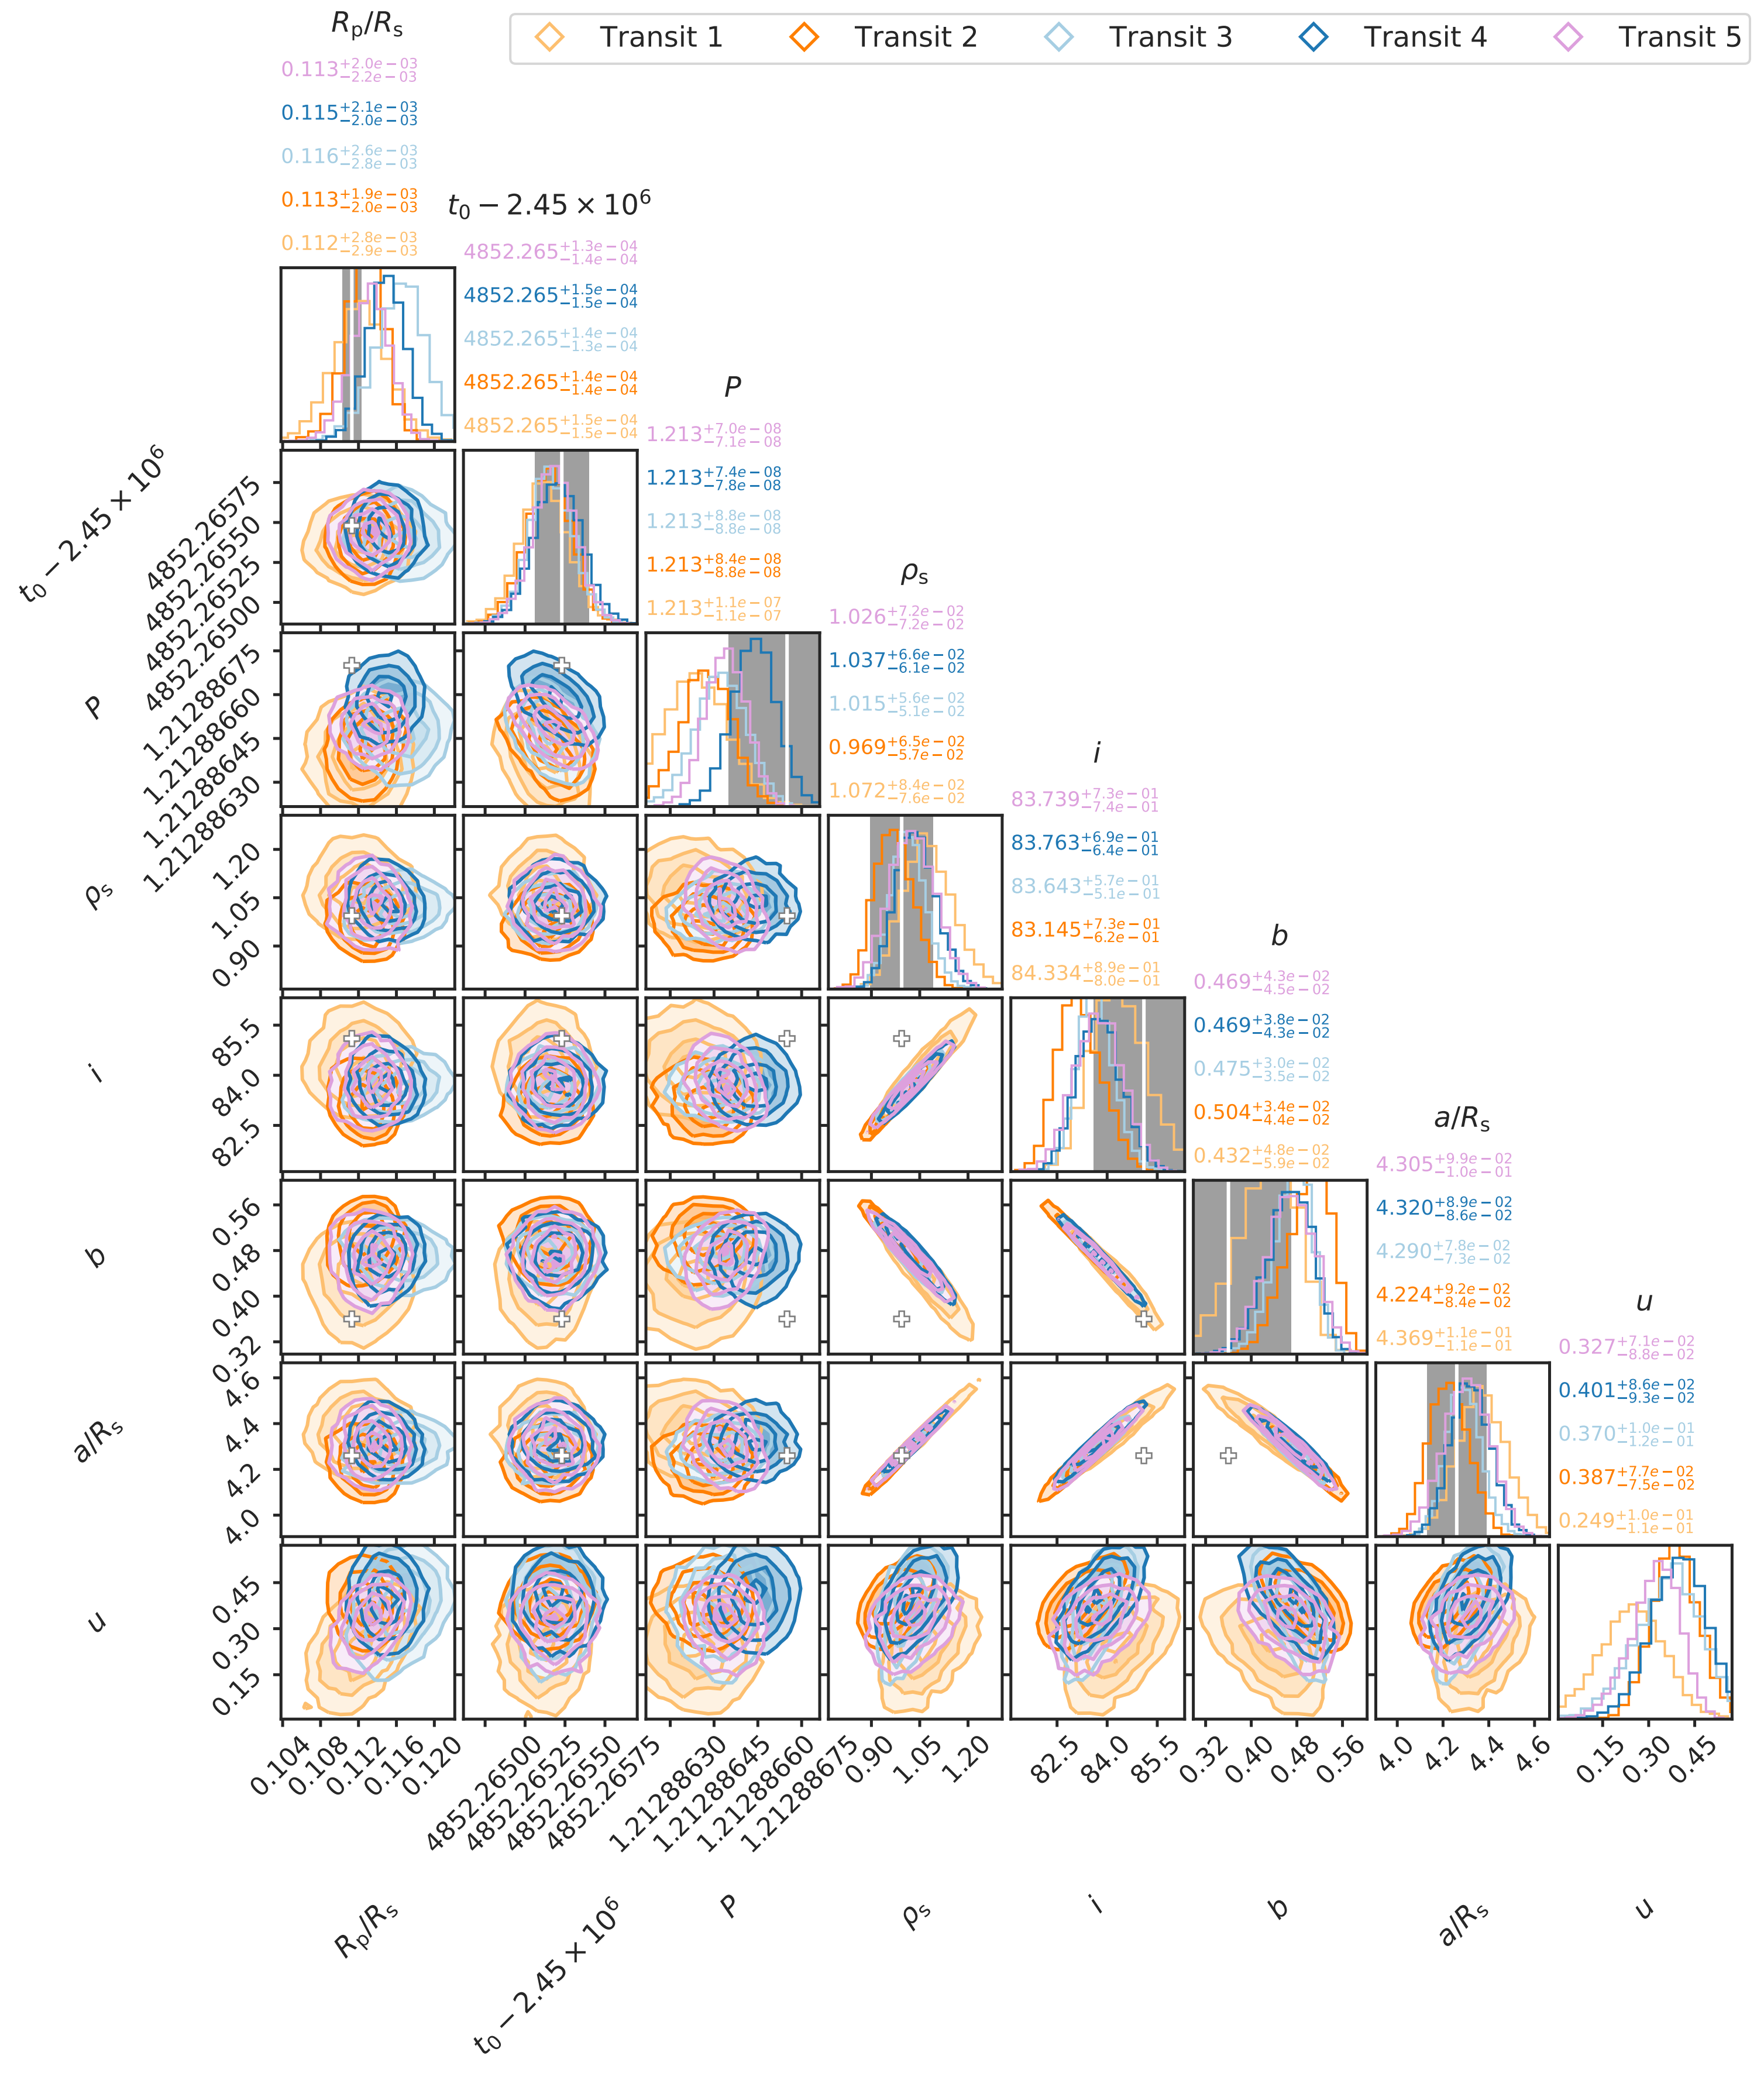 Transit 1 Transit 2 Transit 3 Transit 4 Transit 5
Rp/Rs
0.113 +2.0e−03 −2.2e−03
0.115 +2.1e−03 −2.0e−03
0.116 +2.6e−03 −2.8e−03
0.113 +1.9e−03 −2.0e−03
0.112 +2.8e−03 −2.9e−03
t0 − 2.45 × 10^6
4852.265 +1.3e−04 −1.4e−04
4852.265 +1.5e−04 −1.5e−04
4852.265 +1.4e−04 −1.3e−04
4852.265 +1.4e−04 −1.4e−04
4852.265 +1.5e−04 −1.5e−04
P
1.213 +7.0e−08 −7.1e−08
1.213 +7.4e−08 −7.8e−08
1.213 +8.8e−08 −8.8e−08
1.213 +8.4e−08 −8.8e−08
1.213 +1.1e−07 −1.1e−07
ρs
1.026 +7.2e−02 −7.2e−02
1.037 +6.6e−02 −6.1e−02
1.015 +5.6e−02 −5.1e−02
0.969 +6.5e−02 −5.7e−02
1.072 +8.4e−02 −7.6e−02
i
83.739 +7.3e−01 −7.4e−01
83.763 +6.9e−01 −6.4e−01
83.643 +5.7e−01 −5.1e−01
83.145 +7.3e−01 −6.2e−01
84.334 +8.9e−01 −8.0e−01
b
0.469 +4.3e−02 −4.5e−02
0.469 +3.8e−02 −4.3e−02
0.475 +3.0e−02 −3.5e−02
0.504 +3.4e−02 −4.4e−02
0.432 +4.8e−02 −5.9e−02
a/Rs
4.305 +9.9e−02 −1.0e−01
4.320 +8.9e−02 −8.6e−02
4.290 +7.8e−02 −7.3e−02
4.224 +9.2e−02 −8.4e−02
4.369 +1.1e−01 −1.1e−01
u
0.327 +7.1e−02 −8.8e−02
0.401 +8.6e−02 −9.3e−02
0.370 +1.0e−01 −1.2e−01
0.387 +7.7e−02 −7.5e−02
0.249 +1.0e−01 −1.1e−01
t0 − 2.45 × 10^6
4852.26575
4852.26550
4852.26525
4852.26500
P
1.21288675
1.21288660
1.21288645
1.21288630
ρs
1.20
1.05
0.90
i
85.5
84.0
82.5
b
0.56
0.48
0.40
0.32
a/Rs
4.6
4.4
4.2
4.0
u
0.45
0.30
0.15
0.104 0.108 0.112 0.116 0.120
4852.26500 4852.26525 4852.26550 4852.26575
1.21288630 1.21288645 1.21288660 1.21288675
0.90 1.05 1.20
82.5 84.0 85.5
0.32 0.40 0.48 0.56
4.0 4.2 4.4 4.6
0.15 0.30 0.45
Rp/Rs
t0 − 2.45 × 10^6
P
ρs
i
b
a/Rs
u